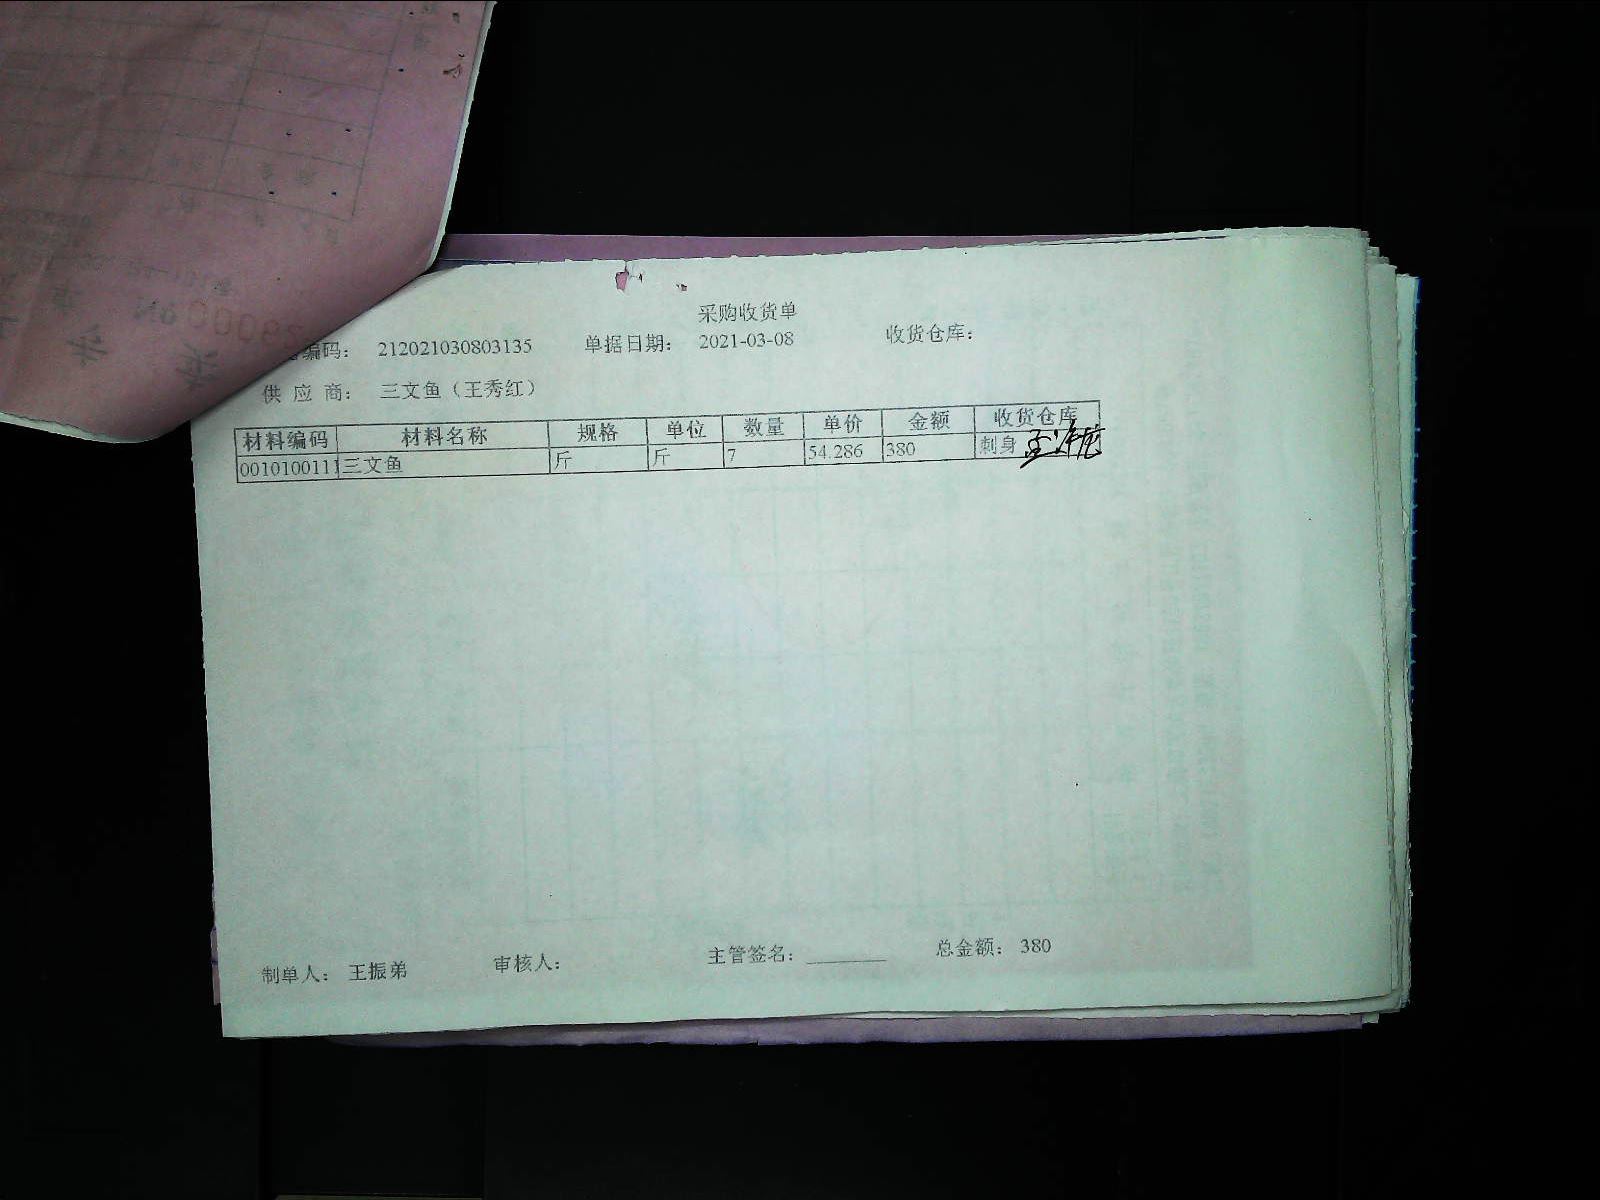 采购收货单
编码： 212021030803135 单据日期： 2021-03-08 收货仓库：
供 应 商： 三文鱼（王秀红）
材料编码 材料名称 规格 单位 数量 单价 金额 收货仓库
0010100111 三文鱼 斤 斤 7 54.286 380 刺身
制单人： 王振弟 审核人： 主管签名： ________ 总金额： 380